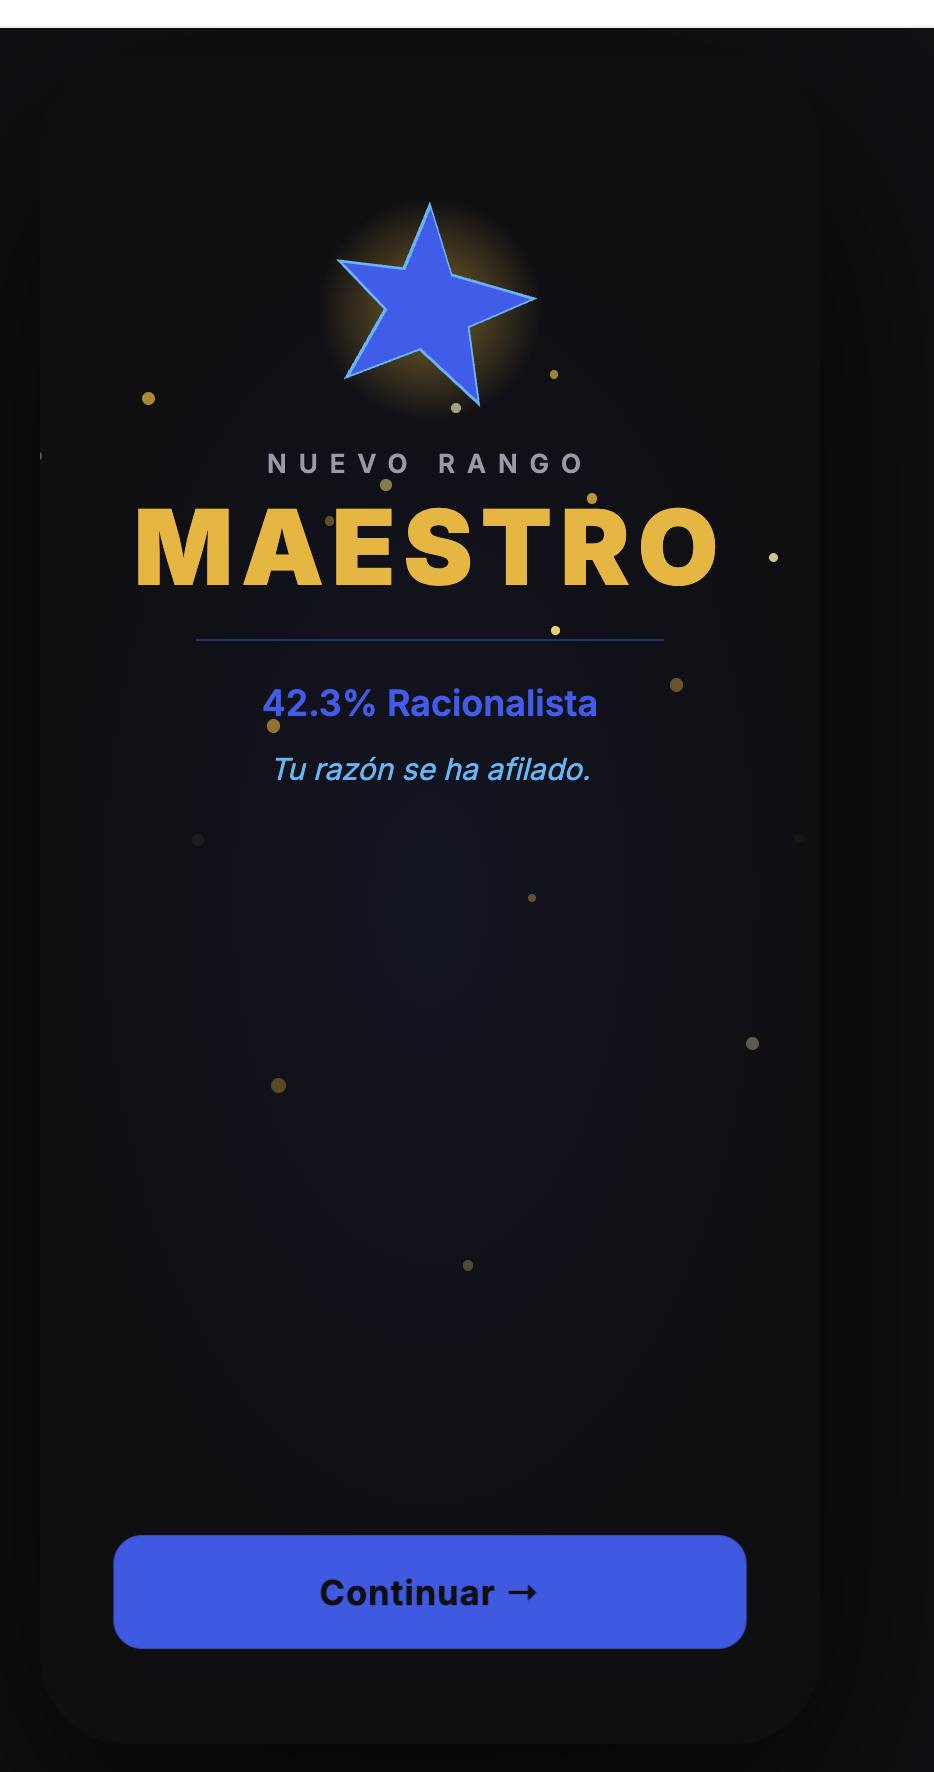 NUEVO RANGO
MAESTRO
42.3% Racionalista
Tu razón se ha afilado.
Continuar →